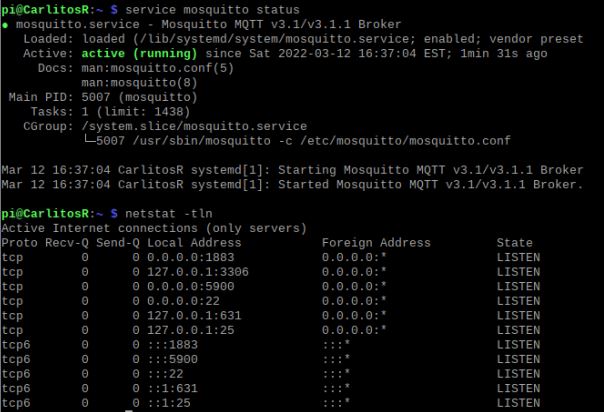 pi@CarlitosR:~ $ service mosquitto status
● mosquitto.service - Mosquitto MQTT v3.1/v3.1.1 Broker
   Loaded: loaded (/lib/systemd/system/mosquitto.service; enabled; vendor preset
   Active: active (running) since Sat 2022-03-12 16:37:04 EST; 1min 31s ago
     Docs: man:mosquitto.conf(5)
           man:mosquitto(8)
 Main PID: 5007 (mosquitto)
    Tasks: 1 (limit: 1438)
   CGroup: /system.slice/mosquitto.service
           └─5007 /usr/sbin/mosquitto -c /etc/mosquitto/mosquitto.conf

Mar 12 16:37:04 CarlitosR systemd[1]: Starting Mosquitto MQTT v3.1/v3.1.1 Broker
Mar 12 16:37:04 CarlitosR systemd[1]: Started Mosquitto MQTT v3.1/v3.1.1 Broker.

pi@CarlitosR:~ $ netstat -tln
Active Internet connections (only servers)
Proto Recv-Q Send-Q Local Address           Foreign Address         State
tcp        0      0 0.0.0.0:1883            0.0.0.0:*               LISTEN
tcp        0      0 127.0.0.1:3306          0.0.0.0:*               LISTEN
tcp        0      0 0.0.0.0:5900            0.0.0.0:*               LISTEN
tcp        0      0 0.0.0.0:22              0.0.0.0:*               LISTEN
tcp        0      0 127.0.0.1:631           0.0.0.0:*               LISTEN
tcp        0      0 127.0.0.1:25            0.0.0.0:*               LISTEN
tcp6       0      0 :::1883                 :::*                    LISTEN
tcp6       0      0 :::5900                 :::*                    LISTEN
tcp6       0      0 :::22                   :::*                    LISTEN
tcp6       0      0 ::1:631                 :::*                    LISTEN
tcp6       0      0 ::1:25                  :::*                    LISTEN